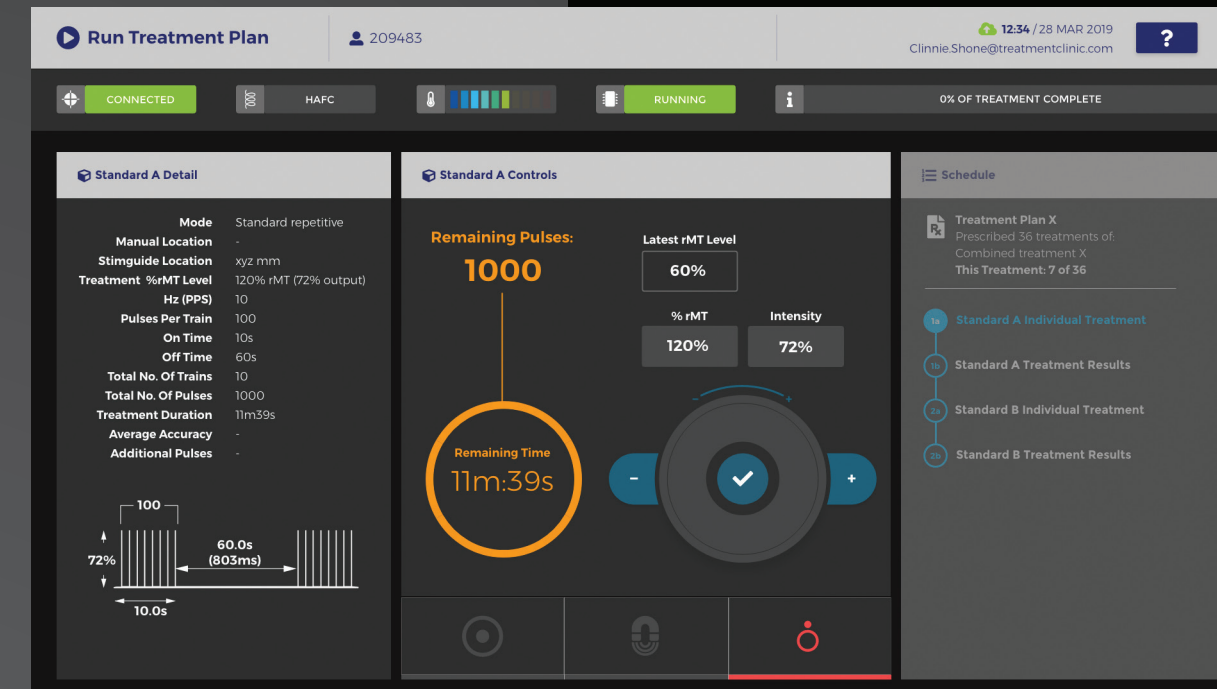 Run Treatment Plan
209483
12:34 / 28 MAR 2019
Clinnie.Shone@treatmentclinic.com
?
CONNECTED
HAFC
RUNNING
i
0% OF TREATMENT COMPLETE
Standard A Detail
Mode Standard repetitive
Manual Location -
Stimguide Location xyz mm
Treatment %rMT Level 120% rMT (72% output)
Hz (PPS) 10
Pulses Per Train 100
On Time 10s
Off Time 60s
Total No. Of Trains 10
Total No. Of Pulses 1000
Treatment Duration 11m39s
Average Accuracy -
Additional Pulses -
100
72%
60.0s
(803ms)
10.0s
Standard A Controls
Remaining Pulses:
1000
Remaining Time
11m:39s
Latest rMT Level
60%
% rMT Intensity
120% 72%
- +
- +
Schedule
Rx
Treatment Plan X
Prescribed 36 treatments of:
Combined treatment X
This Treatment: 7 of 36
1a Standard A Individual Treatment
1b Standard A Treatment Results
2a Standard B Individual Treatment
2b Standard B Treatment Results